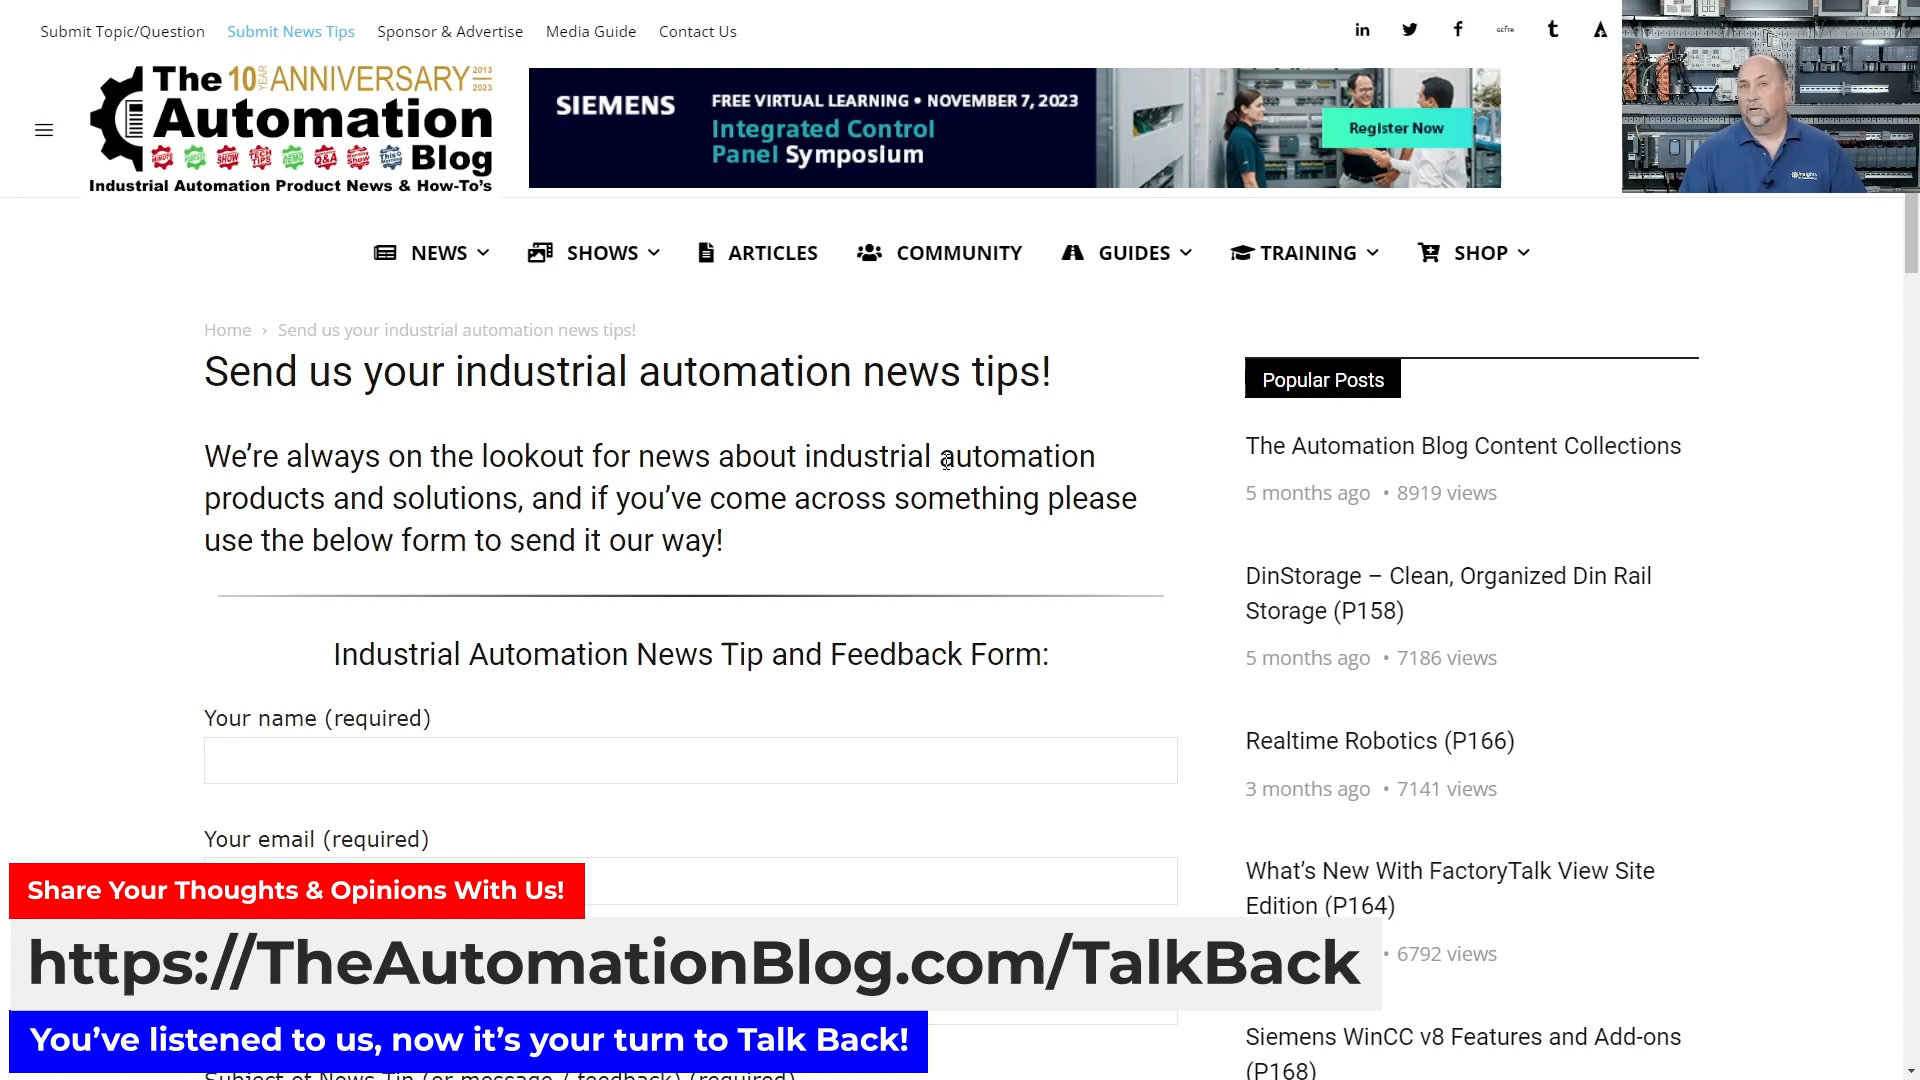 Submit Topic/Question Submit News Tips Sponsor & Advertise Media Guide Contact Us
The 10 YEAR ANNIVERSARY 2013 2023
Automation
Blog
Industrial Automation Product News & How-To's
SIEMENS
FREE VIRTUAL LEARNING • NOVEMBER 7, 2023
Integrated Control
Panel Symposium
Register Now
NEWS SHOWS ARTICLES COMMUNITY GUIDES TRAINING SHOP
Home › Send us your industrial automation news tips!
Send us your industrial automation news tips!
We’re always on the lookout for news about industrial automation
products and solutions, and if you’ve come across something please
use the below form to send it our way!
Industrial Automation News Tip and Feedback Form:
Your name (required)
Your email (required)
Popular Posts
The Automation Blog Content Collections
5 months ago • 8919 views
DinStorage – Clean, Organized Din Rail
Storage (P158)
5 months ago • 7186 views
Realtime Robotics (P166)
3 months ago • 7141 views
What’s New With FactoryTalk View Site
Edition (P164)
• 6792 views
Siemens WinCC v8 Features and Add-ons
(P168)
Share Your Thoughts & Opinions With Us!
https://TheAutomationBlog.com/TalkBack
You’ve listened to us, now it’s your turn to Talk Back!
Subject of News Tip (or message / feedback) (required)